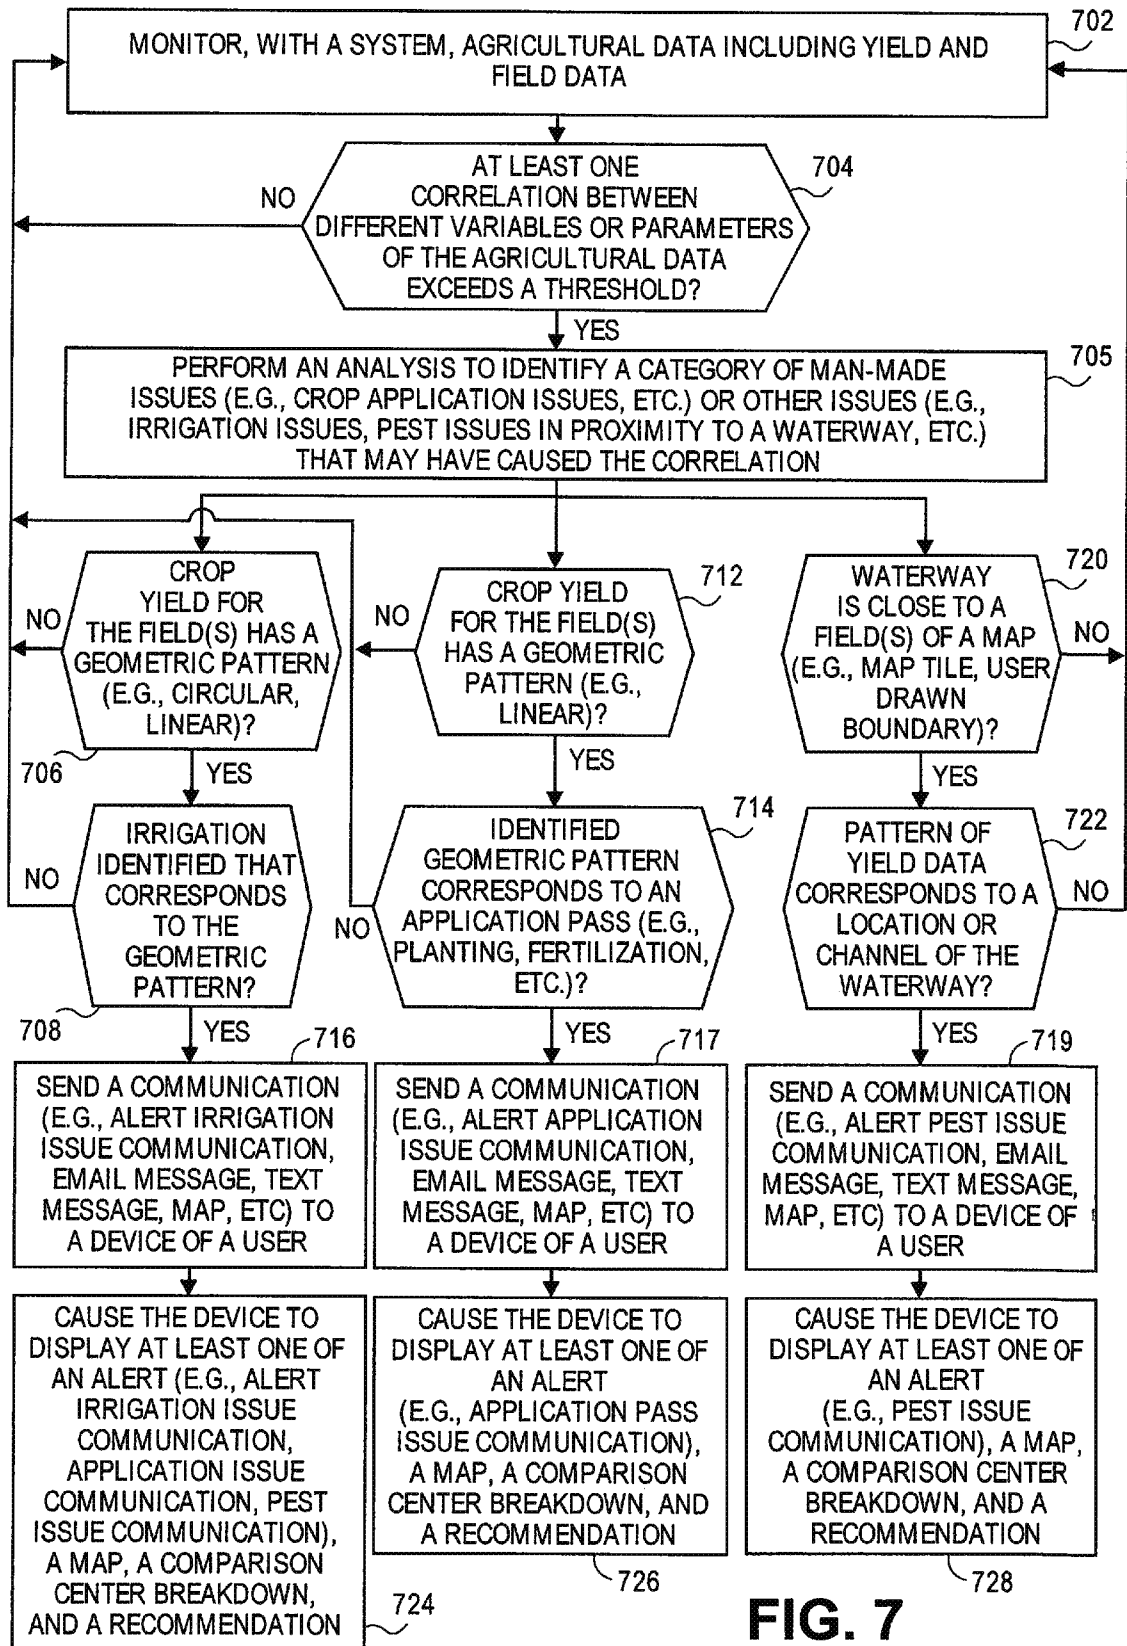 702
MONITOR, WITH A SYSTEM, AGRICULTURAL DATA INCLUDING YIELD AND
FIELD DATA
704
AT LEAST ONE
CORRELATION BETWEEN
DIFFERENT VARIABLES OR PARAMETERS
OF THE AGRICULTURAL DATA
EXCEEDS A THRESHOLD?
NO
YES
705
PERFORM AN ANALYSIS TO IDENTIFY A CATEGORY OF MAN-MADE
ISSUES (E.G., CROP APPLICATION ISSUES, ETC.) OR OTHER ISSUES (E.G.,
IRRIGATION ISSUES, PEST ISSUES IN PROXIMITY TO A WATERWAY, ETC.)
THAT MAY HAVE CAUSED THE CORRELATION
CROP
YIELD FOR
THE FIELD(S) HAS A
GEOMETRIC PATTERN
(E.G., CIRCULAR,
LINEAR)?
NO
706
YES
IRRIGATION
IDENTIFIED THAT
CORRESPONDS
TO THE
GEOMETRIC
PATTERN?
NO
708
YES
716
SEND A COMMUNICATION
(E.G., ALERT IRRIGATION
ISSUE COMMUNICATION,
EMAIL MESSAGE, TEXT
MESSAGE, MAP, ETC) TO
A DEVICE OF A USER
CAUSE THE DEVICE TO
DISPLAY AT LEAST ONE OF
AN ALERT (E.G., ALERT
IRRIGATION ISSUE
COMMUNICATION,
APPLICATION ISSUE
COMMUNICATION, PEST
ISSUE COMMUNICATION),
A MAP, A COMPARISON
CENTER BREAKDOWN,
AND A RECOMMENDATION
724
712
CROP YIELD
FOR THE FIELD(S)
HAS A GEOMETRIC
PATTERN (E.G.,
LINEAR)?
NO
YES
714
IDENTIFIED
GEOMETRIC PATTERN
CORRESPONDS TO AN
APPLICATION PASS (E.G.,
PLANTING, FERTILIZATION,
ETC.)?
NO
YES
717
SEND A COMMUNICATION
(E.G., ALERT APPLICATION
ISSUE COMMUNICATION,
EMAIL MESSAGE, TEXT
MESSAGE, MAP, ETC) TO
A DEVICE OF A USER
CAUSE THE DEVICE TO
DISPLAY AT LEAST ONE OF
AN ALERT
(E.G., APPLICATION PASS
ISSUE COMMUNICATION),
A MAP, A COMPARISON
CENTER BREAKDOWN, AND
A RECOMMENDATION
726
720
WATERWAY
IS CLOSE TO A
FIELD(S) OF A MAP
(E.G., MAP TILE, USER
DRAWN
BOUNDARY)?
NO
YES
722
PATTERN OF
YIELD DATA
CORRESPONDS TO A
LOCATION OR
CHANNEL OF THE
WATERWAY?
NO
YES
719
SEND A COMMUNICATION
(E.G., ALERT PEST ISSUE
COMMUNICATION, EMAIL
MESSAGE, TEXT MESSAGE,
MAP, ETC) TO A DEVICE OF
A USER
CAUSE THE DEVICE TO
DISPLAY AT LEAST ONE OF
AN ALERT
(E.G., PEST ISSUE
COMMUNICATION), A MAP,
A COMPARISON CENTER
BREAKDOWN, AND A
RECOMMENDATION
728
FIG. 7